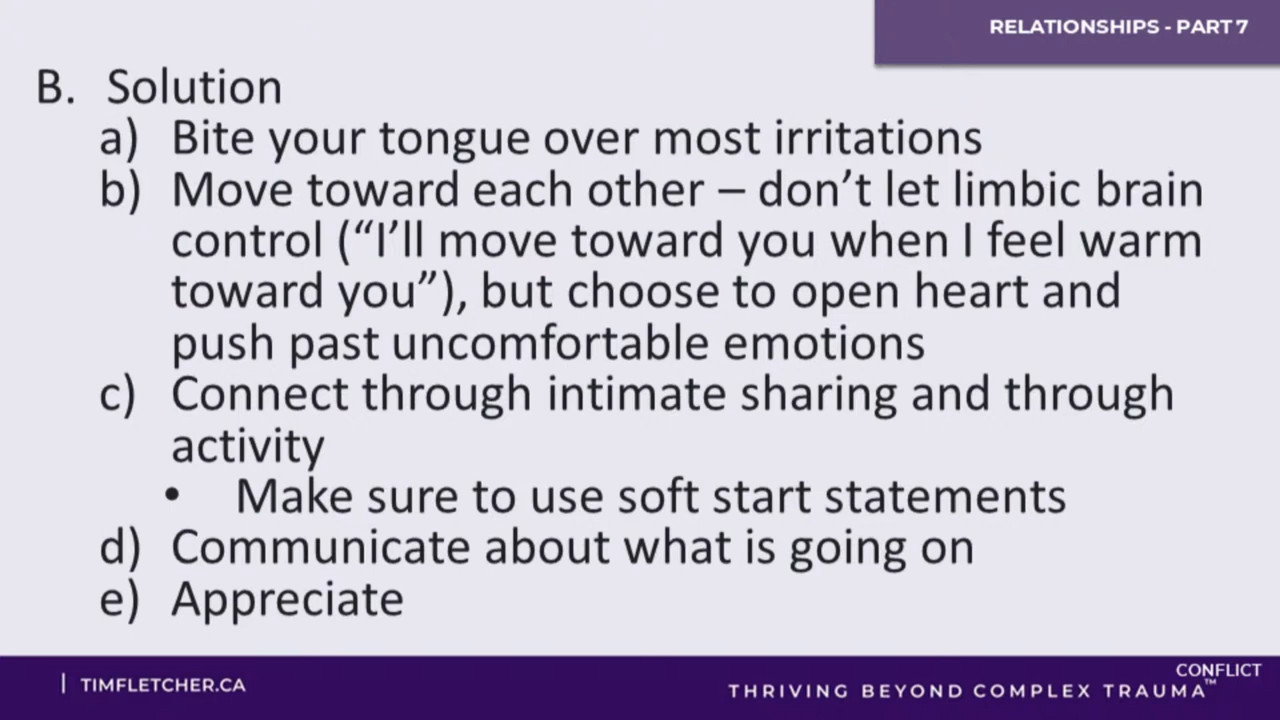 RELATIONSHIPS - PART 7
B. Solution
a) Bite your tongue over most irritations
b) Move toward each other – don’t let limbic brain
control (“I’ll move toward you when I feel warm
toward you”), but choose to open heart and
push past uncomfortable emotions
c) Connect through intimate sharing and through
activity
• Make sure to use soft start statements
d) Communicate about what is going on
e) Appreciate
| TIMFLETCHER.CA
CONFLICT
THRIVING BEYOND COMPLEX TRAUMA™